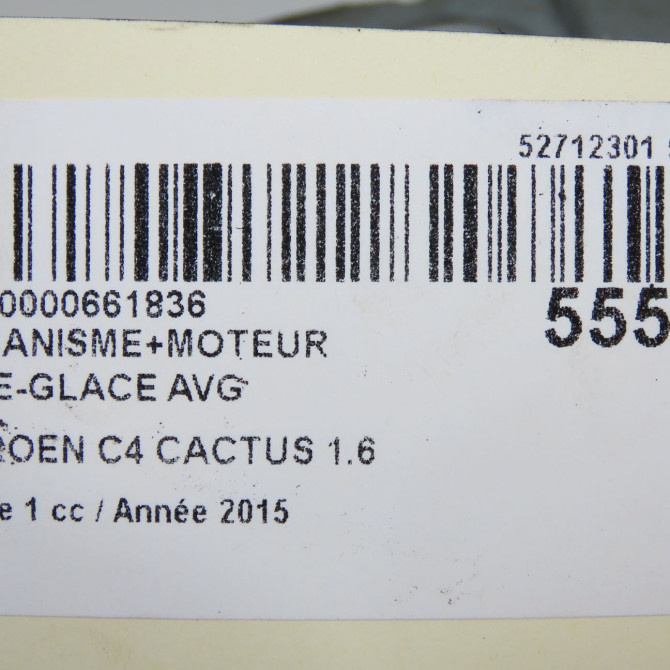 52712301
0000661836
555
ANISME+MOTEUR
E-GLACE AVG
ROEN C4 CACTUS 1.6
e 1 cc / Année 2015